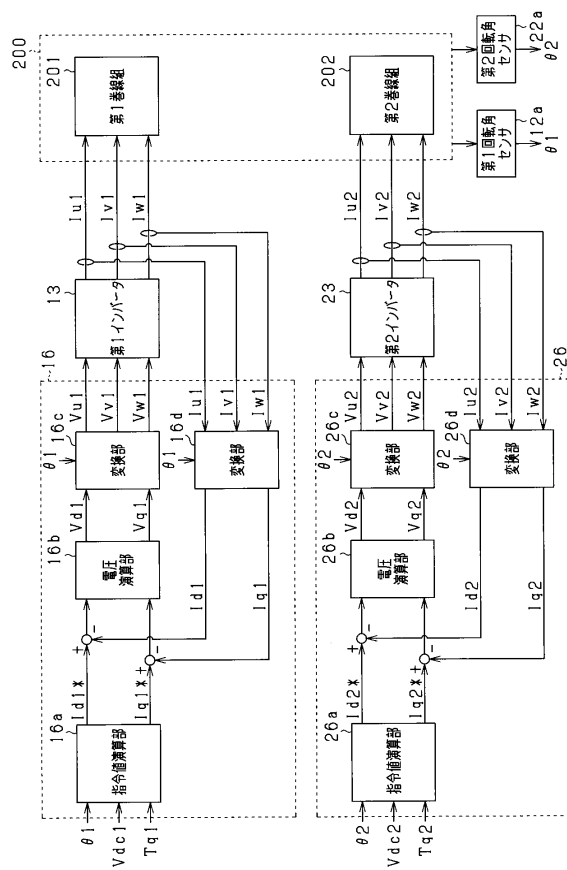 16
θ1
Vdc1
Tq1
16a
指令値演算部
Id1*
Iq1*
+
-
+
-
16b
電圧
演算部
Vd1
Vq1
θ1
16c
変換部
Vu1
Vv1
Vw1
13
第1インバータ
Iu1
Iv1
Iw1
θ1
16d
変換部
Iu1
Iv1
Iw1
Id1
Iq1
200
201
第1巻線組
26
θ2
Vdc2
Tq2
26a
指令値演算部
Id2*
Iq2*
+
-
+
-
26b
電圧
演算部
Vd2
Vq2
θ2
26c
変換部
Vu2
Vv2
Vw2
23
第2インバータ
Iu2
Iv2
Iw2
θ2
26d
変換部
Iu2
Iv2
Iw2
Id2
Iq2
202
第2巻線組
第1回転角
センサ
12a
θ1
第2回転角
センサ
22a
θ2